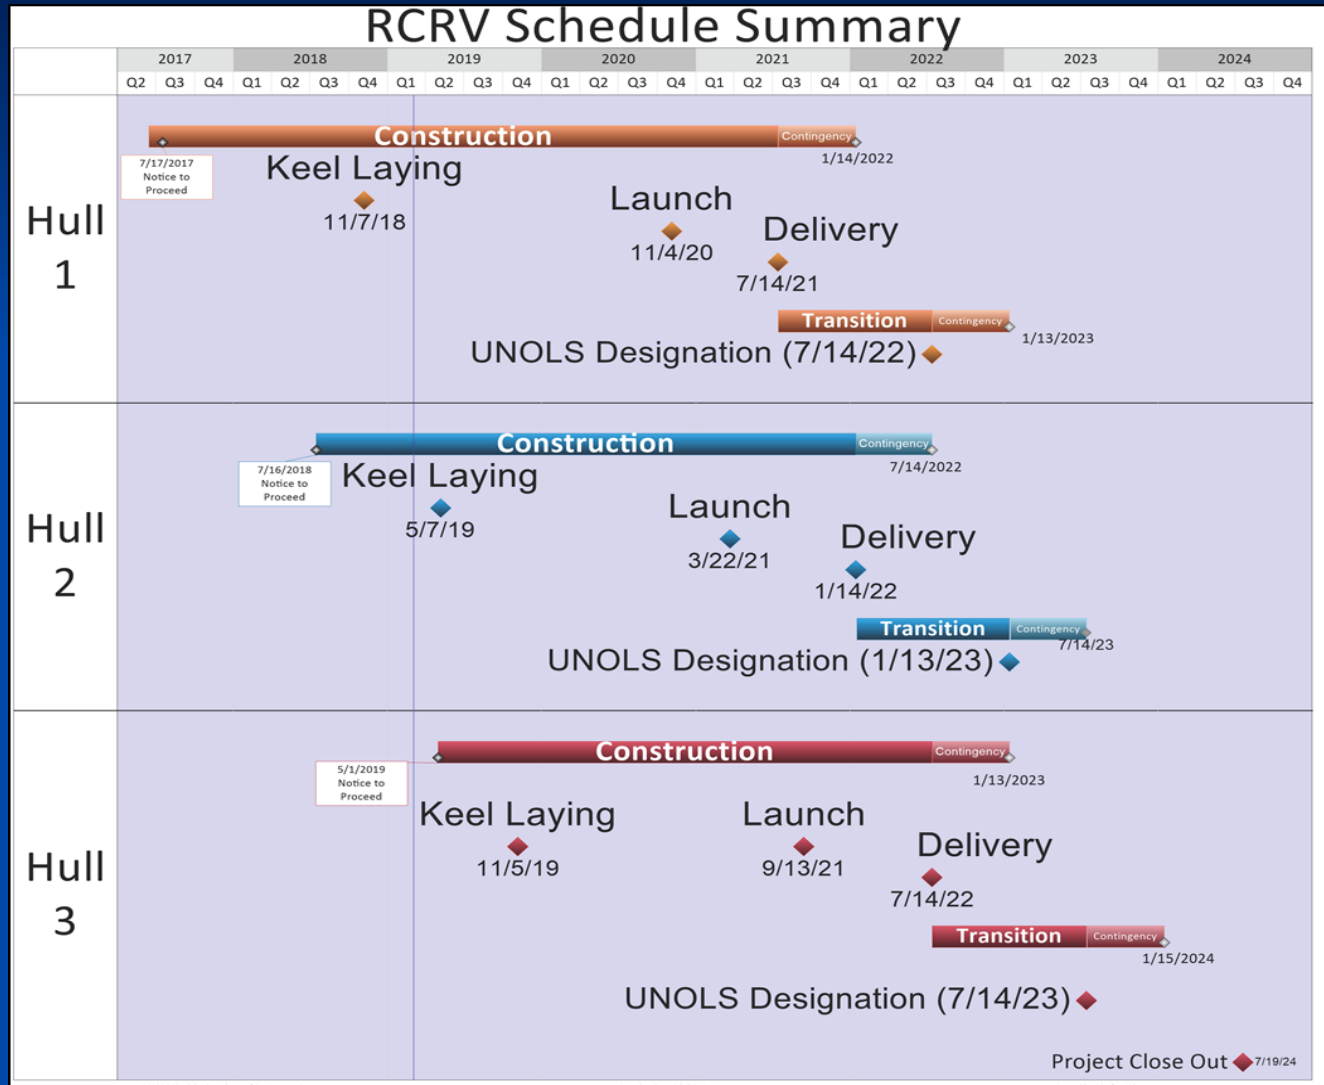 RCRV Schedule Summary
2017 2018 2019 2020 2021 2022 2023 2024
Q2 Q3 Q4 Q1 Q2 Q3 Q4 Q1 Q2 Q3 Q4 Q1 Q2 Q3 Q4 Q1 Q2 Q3 Q4 Q1 Q2 Q3 Q4 Q1 Q2 Q3 Q4 Q1 Q2 Q3 Q4
Hull
1
Construction Contingency
1/14/2022
7/17/2017
Notice to
Proceed
Keel Laying
11/7/18
Launch
11/4/20
Delivery
7/14/21
Transition Contingency
1/13/2023
UNOLS Designation (7/14/22)
Hull
2
Construction Contingency
7/14/2022
7/16/2018
Notice to
Proceed
Keel Laying
5/7/19
Launch
3/22/21
Delivery
1/14/22
Transition Contingency
7/14/23
UNOLS Designation (1/13/23)
Hull
3
Construction Contingency
1/13/2023
5/1/2019
Notice to
Proceed
Keel Laying
11/5/19
Launch
9/13/21
Delivery
7/14/22
Transition Contingency
1/15/2024
UNOLS Designation (7/14/23)
Project Close Out 7/19/24